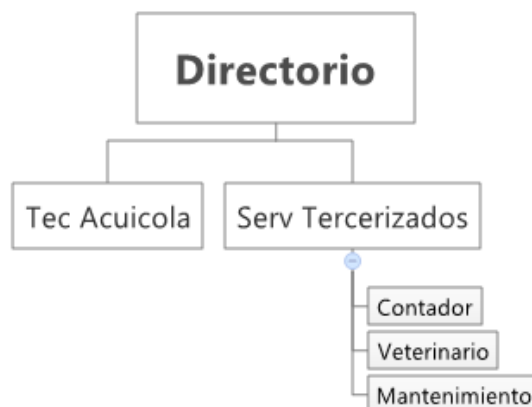 Directorio
Tec Acuicola
Serv Tercerizados
Contador
Veterinario
Mantenimiento